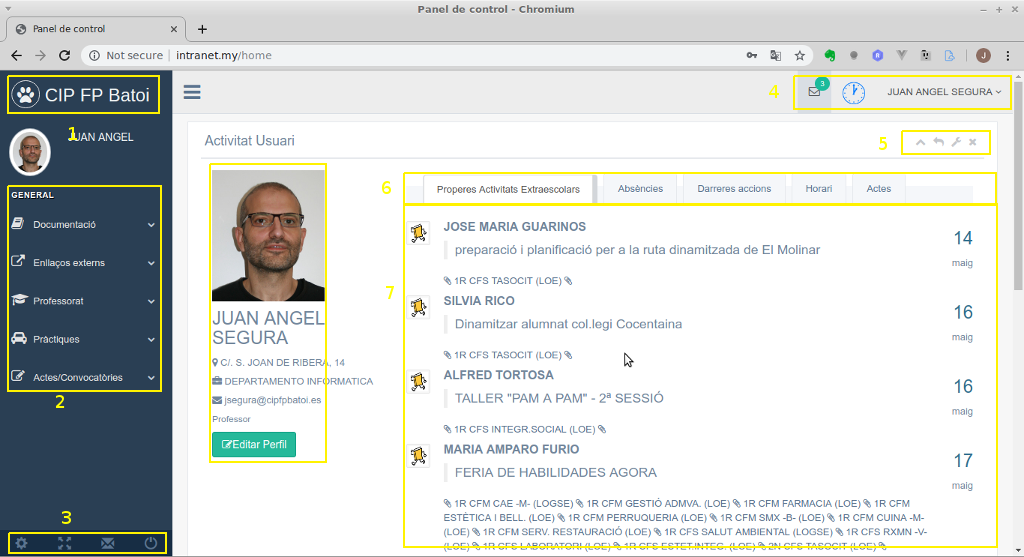 Panel de control - Chromium
Panel de control
Not secure | intranet.my/home
J
CIP FP Batoi
1
JUAN ANGEL
GENERAL
Documentació
Enllaços externs
Professorat
Pràctiques
Actes/Convocatòries
2
3
4
3
JUAN ANGEL SEGURA
Activitat Usuari
5
JUAN ANGEL
SEGURA
C/. S. JOAN DE RIBERA, 14
DEPARTAMENTO INFORMATICA
jsegura@cipfpbatoi.es
Professor
Editar Perfil
6
Properes Activitats Extraescolars
Absències
Darreres accions
Horari
Actes
7
JOSE MARIA GUARINOS
preparació i planificació per a la ruta dinamitzada de El Molinar
14
maig
1R CFS TASOCIT (LOE)
SILVIA RICO
Dinamitzar alumnat col.legi Cocentaina
16
maig
1R CFS TASOCIT (LOE)
ALFRED TORTOSA
TALLER "PAM A PAM" - 2ª SESSIÓ
16
maig
1R CFS INTEGR.SOCIAL (LOE)
MARIA AMPARO FURIO
FERIA DE HABILIDADES AGORA
17
maig
1R CFM CAE -M- (LOGSE) 1R CFM GESTIÓ ADMVA. (LOE) 1R CFM FARMACIA (LOE) 1R CFM
ESTÈTICA I BELL. (LOE) 1R CFM PERRUQUERIA (LOE) 1R CFM SMX -B- (LOE) 1R CFM CUINA -M-
(LOE) 1R CFM SERV. RESTAURACIÓ (LOE) 1R CFS SALUT AMBIENTAL (LOGSE) 1R CFS RXMN -V-
(LOE) 1R CFS LABORATORI (LOE) 1R CFS ESTET.INTEG. (LOE) 2N CFS TASOCIT (LOE)